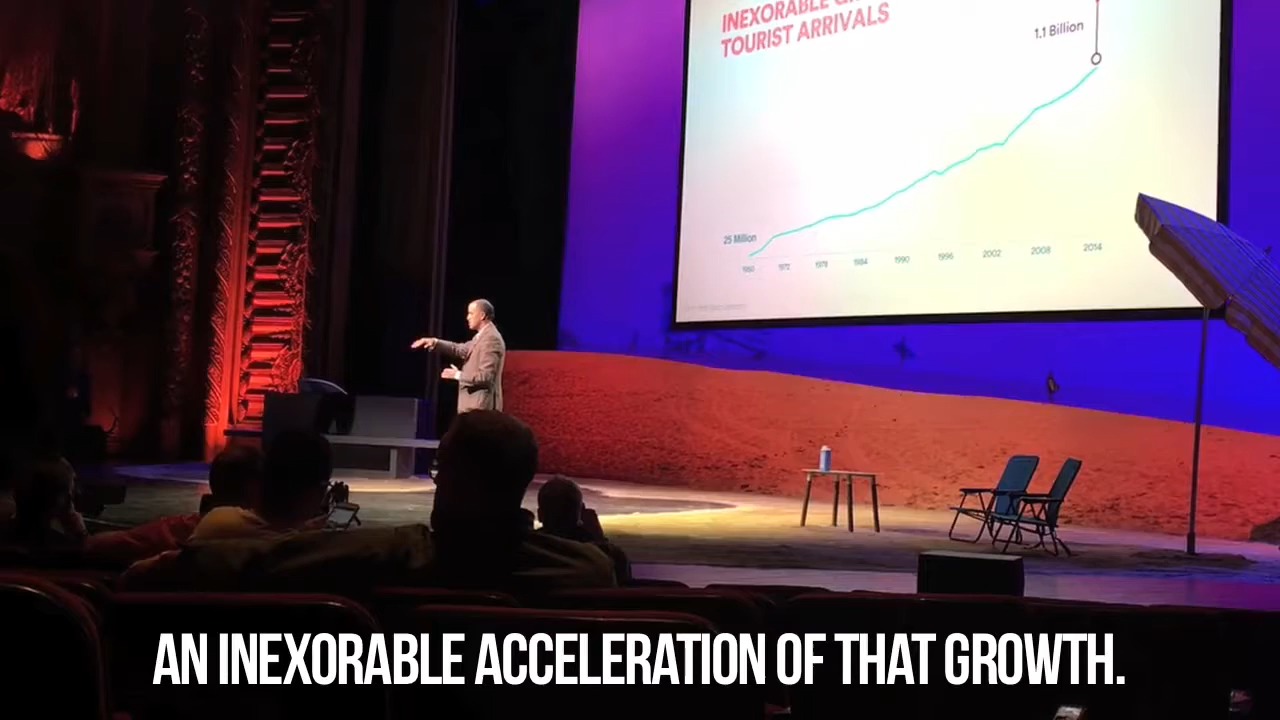 INEXORABLE
TOURIST ARRIVALS
1.1 Billion
25 Million
1960 1972 1978 1984 1990 1996 2002 2008 2014
AN INEXORABLE ACCELERATION OF THAT GROWTH.